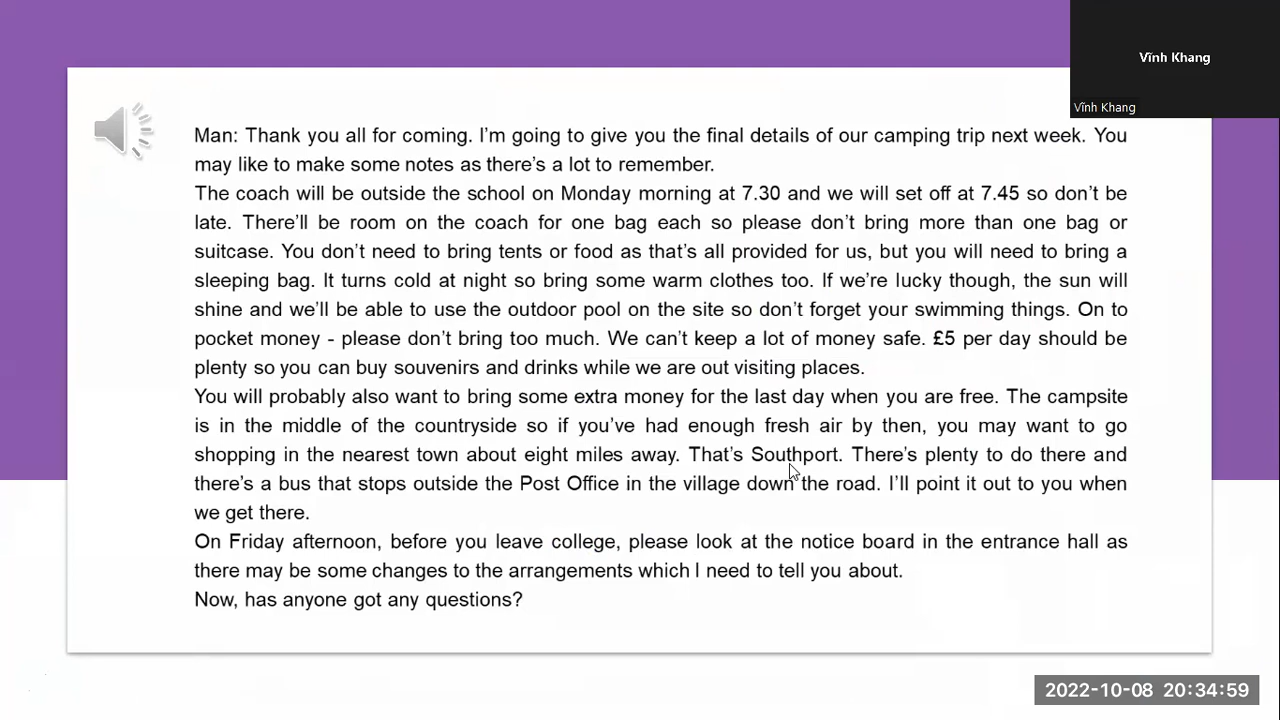 Vĩnh Khang
Vĩnh Khang
Man: Thank you all for coming. I’m going to give you the final details of our camping trip next week. You
may like to make some notes as there’s a lot to remember.
The coach will be outside the school on Monday morning at 7.30 and we will set off at 7.45 so don’t be
late. There’ll be room on the coach for one bag each so please don’t bring more than one bag or
suitcase. You don’t need to bring tents or food as that’s all provided for us, but you will need to bring a
sleeping bag. It turns cold at night so bring some warm clothes too. If we’re lucky though, the sun will
shine and we’ll be able to use the outdoor pool on the site so don’t forget your swimming things. On to
pocket money - please don’t bring too much. We can’t keep a lot of money safe. £5 per day should be
plenty so you can buy souvenirs and drinks while we are out visiting places.
You will probably also want to bring some extra money for the last day when you are free. The campsite
is in the middle of the countryside so if you’ve had enough fresh air by then, you may want to go
shopping in the nearest town about eight miles away. That’s Southport. There’s plenty to do there and
there’s a bus that stops outside the Post Office in the village down the road. I’ll point it out to you when
we get there.
On Friday afternoon, before you leave college, please look at the notice board in the entrance hall as
there may be some changes to the arrangements which I need to tell you about.
Now, has anyone got any questions?
2022-10-08 20:34:59